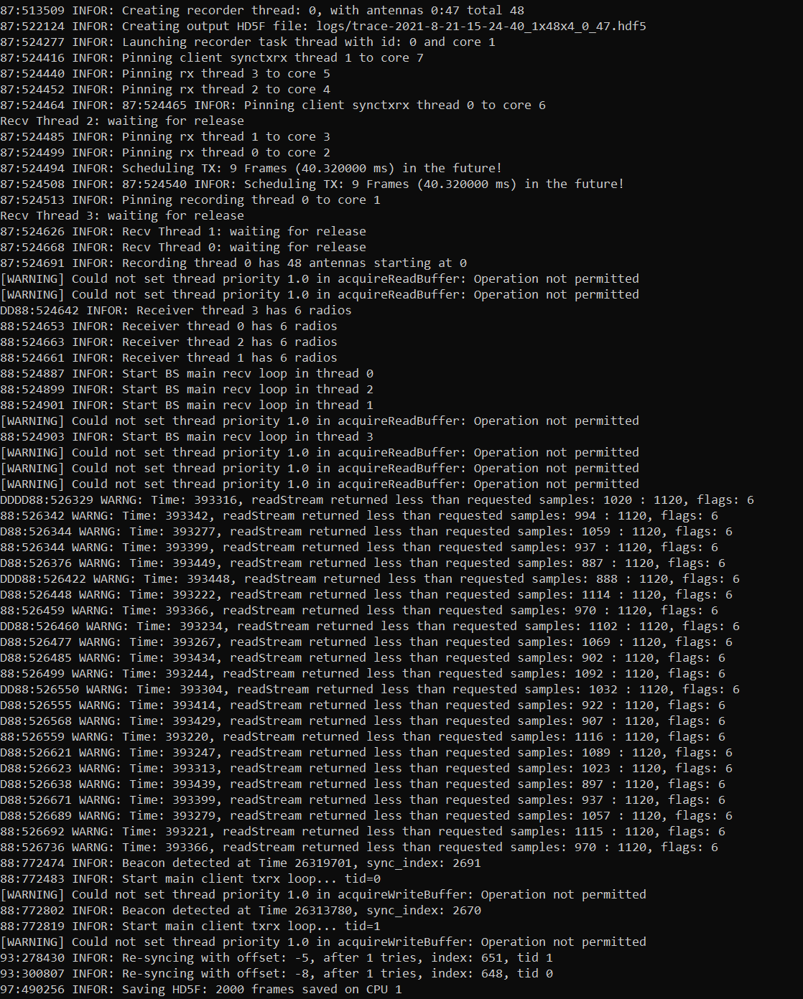 87:513509 INFOR: Creating recorder thread: 0, with antennas 0:47 total 48
87:522124 INFOR: Creating output HD5F file: logs/trace-2021-8-21-15-24-40_1x48x4_0_47.hdf5
87:524277 INFOR: Launching recorder task thread with id: 0 and core 1
87:524416 INFOR: Pinning client synctxrx thread 1 to core 7
87:524440 INFOR: Pinning rx thread 3 to core 5
87:524452 INFOR: Pinning rx thread 2 to core 4
87:524464 INFOR: 87:524465 INFOR: Pinning client synctxrx thread 0 to core 6
Recv Thread 2: waiting for release
87:524485 INFOR: Pinning rx thread 1 to core 3
87:524499 INFOR: Pinning rx thread 0 to core 2
87:524494 INFOR: Scheduling TX: 9 Frames (40.320000 ms) in the future!
87:524508 INFOR: 87:524540 INFOR: Scheduling TX: 9 Frames (40.320000 ms) in the future!
87:524513 INFOR: Pinning recording thread 0 to core 1
Recv Thread 3: waiting for release
87:524626 INFOR: Recv Thread 1: waiting for release
87:524668 INFOR: Recv Thread 0: waiting for release
87:524691 INFOR: Recording thread 0 has 48 antennas starting at 0
[WARNING] Could not set thread priority 1.0 in acquireReadBuffer: Operation not permitted
[WARNING] Could not set thread priority 1.0 in acquireReadBuffer: Operation not permitted
DD88:524642 INFOR: Receiver thread 3 has 6 radios
88:524653 INFOR: Receiver thread 0 has 6 radios
88:524663 INFOR: Receiver thread 2 has 6 radios
88:524661 INFOR: Receiver thread 1 has 6 radios
88:524887 INFOR: Start BS main recv loop in thread 0
88:524899 INFOR: Start BS main recv loop in thread 2
88:524901 INFOR: Start BS main recv loop in thread 1
[WARNING] Could not set thread priority 1.0 in acquireReadBuffer: Operation not permitted
88:524903 INFOR: Start BS main recv loop in thread 3
[WARNING] Could not set thread priority 1.0 in acquireReadBuffer: Operation not permitted
[WARNING] Could not set thread priority 1.0 in acquireReadBuffer: Operation not permitted
[WARNING] Could not set thread priority 1.0 in acquireReadBuffer: Operation not permitted
DDDD88:526329 WARNG: Time: 393316, readStream returned less than requested samples: 1020 : 1120, flags: 6
88:526342 WARNG: Time: 393342, readStream returned less than requested samples: 994 : 1120, flags: 6
D88:526344 WARNG: Time: 393277, readStream returned less than requested samples: 1059 : 1120, flags: 6
88:526344 WARNG: Time: 393399, readStream returned less than requested samples: 937 : 1120, flags: 6
D88:526376 WARNG: Time: 393449, readStream returned less than requested samples: 887 : 1120, flags: 6
DDD88:526422 WARNG: Time: 393448, readStream returned less than requested samples: 888 : 1120, flags: 6
D88:526448 WARNG: Time: 393222, readStream returned less than requested samples: 1114 : 1120, flags: 6
88:526459 WARNG: Time: 393366, readStream returned less than requested samples: 970 : 1120, flags: 6
DD88:526460 WARNG: Time: 393234, readStream returned less than requested samples: 1102 : 1120, flags: 6
D88:526477 WARNG: Time: 393267, readStream returned less than requested samples: 1069 : 1120, flags: 6
D88:526485 WARNG: Time: 393434, readStream returned less than requested samples: 902 : 1120, flags: 6
88:526499 WARNG: Time: 393244, readStream returned less than requested samples: 1092 : 1120, flags: 6
DD88:526550 WARNG: Time: 393304, readStream returned less than requested samples: 1032 : 1120, flags: 6
D88:526555 WARNG: Time: 393414, readStream returned less than requested samples: 922 : 1120, flags: 6
D88:526568 WARNG: Time: 393429, readStream returned less than requested samples: 907 : 1120, flags: 6
88:526559 WARNG: Time: 393220, readStream returned less than requested samples: 1116 : 1120, flags: 6
D88:526621 WARNG: Time: 393247, readStream returned less than requested samples: 1089 : 1120, flags: 6
D88:526623 WARNG: Time: 393313, readStream returned less than requested samples: 1023 : 1120, flags: 6
D88:526638 WARNG: Time: 393439, readStream returned less than requested samples: 897 : 1120, flags: 6
D88:526671 WARNG: Time: 393399, readStream returned less than requested samples: 937 : 1120, flags: 6
D88:526689 WARNG: Time: 393279, readStream returned less than requested samples: 1057 : 1120, flags: 6
88:526692 WARNG: Time: 393221, readStream returned less than requested samples: 1115 : 1120, flags: 6
88:526736 WARNG: Time: 393366, readStream returned less than requested samples: 970 : 1120, flags: 6
88:772474 INFOR: Beacon detected at Time 26319701, sync_index: 2691
88:772483 INFOR: Start main client txrx loop... tid=0
[WARNING] Could not set thread priority 1.0 in acquireWriteBuffer: Operation not permitted
88:772802 INFOR: Beacon detected at Time 26313780, sync_index: 2670
88:772819 INFOR: Start main client txrx loop... tid=1
[WARNING] Could not set thread priority 1.0 in acquireWriteBuffer: Operation not permitted
93:278430 INFOR: Re-syncing with offset: -5, after 1 tries, index: 651, tid 1
93:300807 INFOR: Re-syncing with offset: -8, after 1 tries, index: 648, tid 0
97:490256 INFOR: Saving HD5F: 2000 frames saved on CPU 1